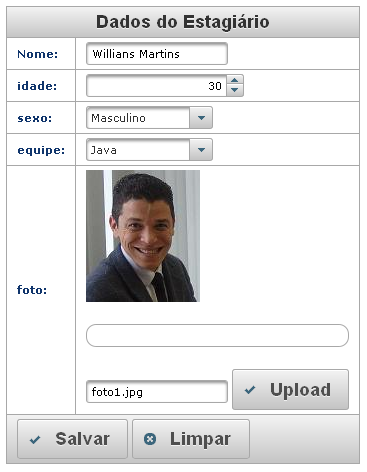 Dados do Estagiário
Nome: Willians Martins
idade: 30
sexo: Masculino
equipe: Java
foto:
foto1.jpg Upload
Salvar Limpar